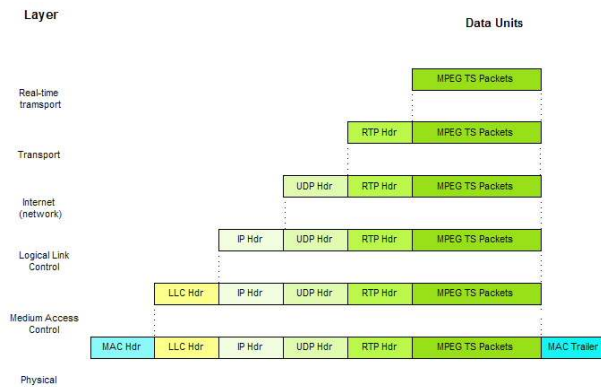 Layer
Data Units
MPEG TS Packets
Real-time
tramsport
RTP Hdr MPEG TS Packets
Transport
UDP Hdr RTP Hdr MPEG TS Packets
Internet
(network)
IP Hdr UDP Hdr RTP Hdr MPEG TS Packets
Logical Link
Control
LLC Hdr IP Hdr UDP Hdr RTP Hdr MPEG TS Packets
Medium Access
Control
MAC Hdr LLC Hdr IP Hdr UDP Hdr RTP Hdr MPEG TS Packets MAC Trailer
Physical